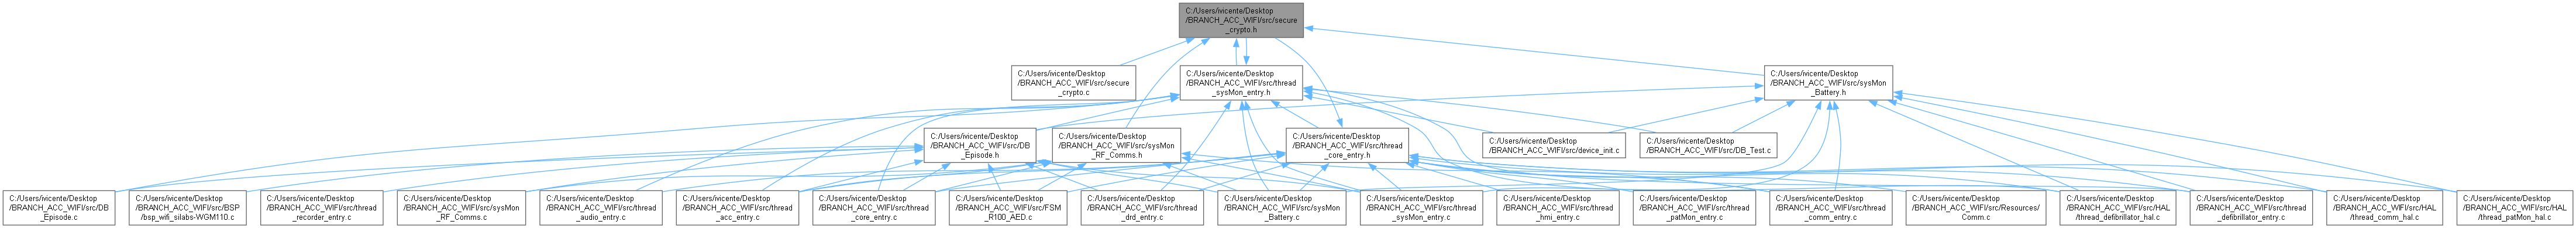 C:/Users/ivicente/Desktop
/BRANCH_ACC_WIFI/src/secure
_crypto.h
C:/Users/ivicente/Desktop
/BRANCH_ACC_WIFI/src/secure
_crypto.c
C:/Users/ivicente/Desktop
/BRANCH_ACC_WIFI/src/thread
_sysMon_entry.h
C:/Users/ivicente/Desktop
/BRANCH_ACC_WIFI/src/sysMon
_Battery.h
C:/Users/ivicente/Desktop
/BRANCH_ACC_WIFI/src/DB
_Episode.h
C:/Users/ivicente/Desktop
/BRANCH_ACC_WIFI/src/sysMon
_RF_Comms.h
C:/Users/ivicente/Desktop
/BRANCH_ACC_WIFI/src/thread
_core_entry.h
C:/Users/ivicente/Desktop
/BRANCH_ACC_WIFI/src/device_init.c
C:/Users/ivicente/Desktop
/BRANCH_ACC_WIFI/src/DB_Test.c
C:/Users/ivicente/Desktop
/BRANCH_ACC_WIFI/src/DB
_Episode.c
C:/Users/ivicente/Desktop
/BRANCH_ACC_WIFI/src/BSP
/bsp_wifi_silabs-WGM110.c
C:/Users/ivicente/Desktop
/BRANCH_ACC_WIFI/src/thread
_recorder_entry.c
C:/Users/ivicente/Desktop
/BRANCH_ACC_WIFI/src/sysMon
_RF_Comms.c
C:/Users/ivicente/Desktop
/BRANCH_ACC_WIFI/src/thread
_audio_entry.c
C:/Users/ivicente/Desktop
/BRANCH_ACC_WIFI/src/thread
_acc_entry.c
C:/Users/ivicente/Desktop
/BRANCH_ACC_WIFI/src/thread
_core_entry.c
C:/Users/ivicente/Desktop
/BRANCH_ACC_WIFI/src/FSM
_R100_AED.c
C:/Users/ivicente/Desktop
/BRANCH_ACC_WIFI/src/thread
_drd_entry.c
C:/Users/ivicente/Desktop
/BRANCH_ACC_WIFI/src/sysMon
_Battery.c
C:/Users/ivicente/Desktop
/BRANCH_ACC_WIFI/src/thread
_sysMon_entry.c
C:/Users/ivicente/Desktop
/BRANCH_ACC_WIFI/src/thread
_hmi_entry.c
C:/Users/ivicente/Desktop
/BRANCH_ACC_WIFI/src/thread
_patMon_entry.c
C:/Users/ivicente/Desktop
/BRANCH_ACC_WIFI/src/thread
_comm_entry.c
C:/Users/ivicente/Desktop
/BRANCH_ACC_WIFI/src/Resources/
Comm.c
C:/Users/ivicente/Desktop
/BRANCH_ACC_WIFI/src/HAL
/thread_defibrillator_hal.c
C:/Users/ivicente/Desktop
/BRANCH_ACC_WIFI/src/thread
_defibrillator_entry.c
C:/Users/ivicente/Desktop
/BRANCH_ACC_WIFI/src/HAL
/thread_comm_hal.c
C:/Users/ivicente/Desktop
/BRANCH_ACC_WIFI/src/HAL
/thread_patMon_hal.c